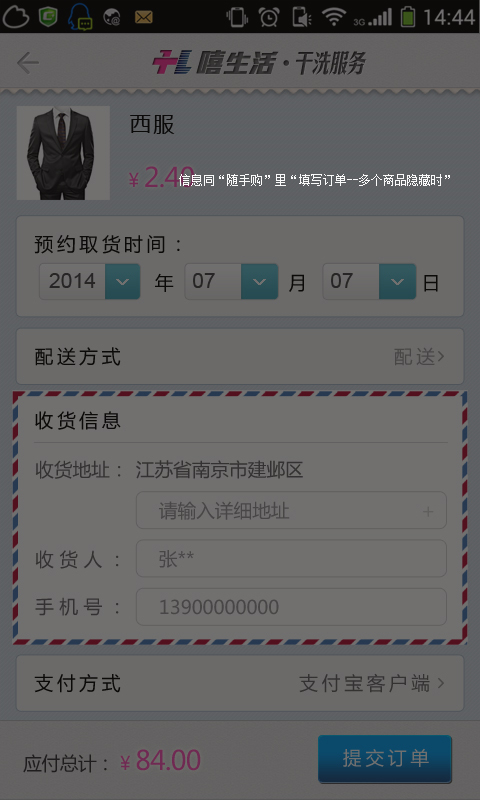 3G 14:44
嘻生活·干洗服务
西服
¥2.40
信息同“随手购”里“填写订单--多个商品隐藏时”
预约取货时间：
2014 年 07 月 07 日
配送方式 配送>
收货信息
收货地址： 江苏省南京市建邺区
请输入详细地址 +
收货人： 张**
手机号： 13900000000
支付方式 支付宝客户端 >
应付总计： ¥84.00 提交订单